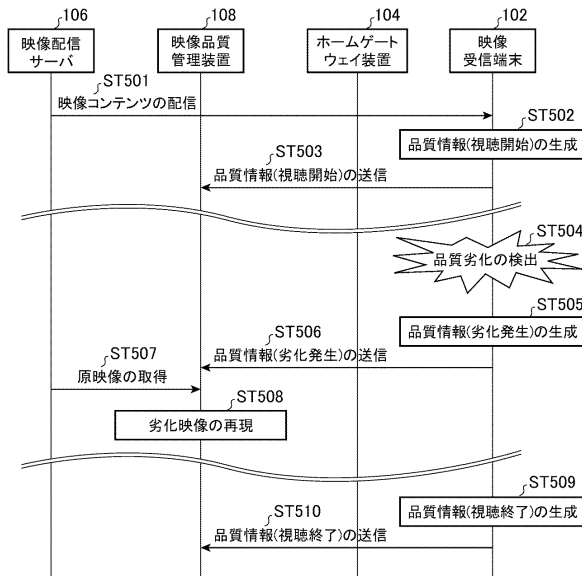 106
108
104
102
映像配信
サーバ
映像品質
管理装置
ホームゲート
ウェイ装置
映像
受信端末
ST501
映像コンテンツの配信
ST502
品質情報(視聴開始)の生成
ST503
品質情報(視聴開始)の送信
ST504
品質劣化の検出
ST505
品質情報(劣化発生)の生成
ST506
品質情報(劣化発生)の送信
ST507
原映像の取得
ST508
劣化映像の再現
ST509
品質情報(視聴終了)の生成
ST510
品質情報(視聴終了)の送信